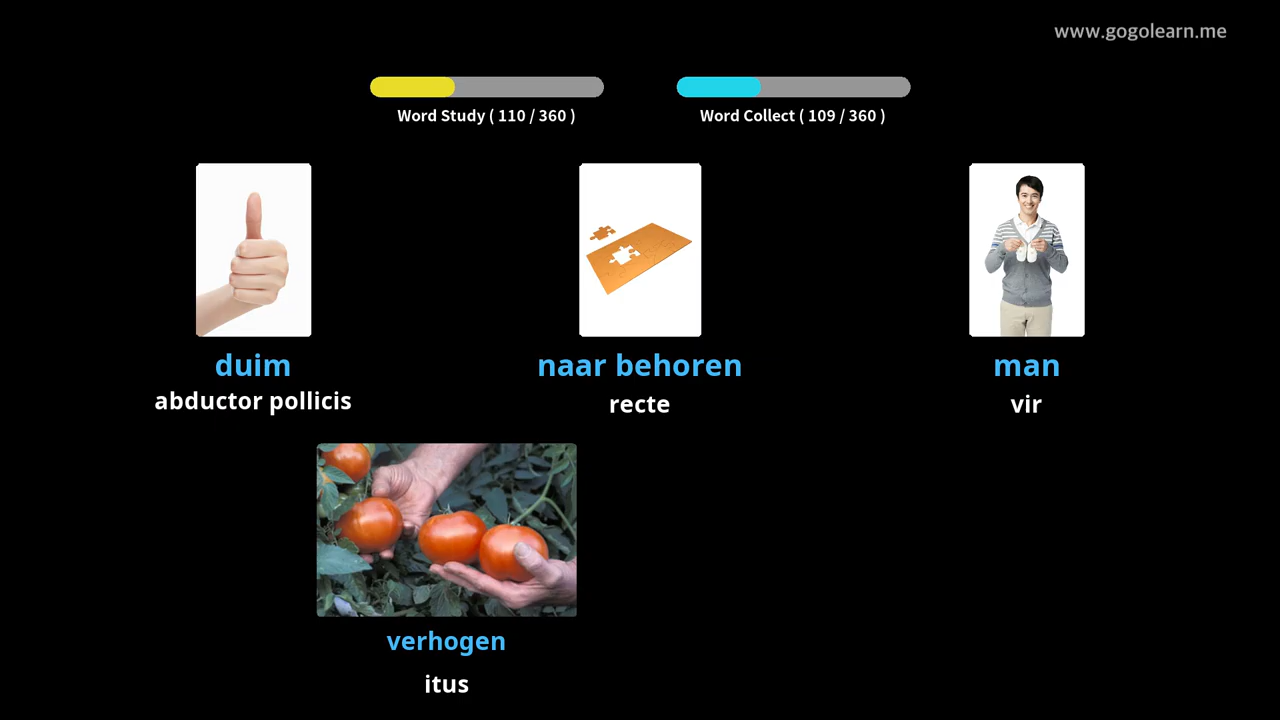 www.gogolearn.me
Word Study ( 110 / 360 )
Word Collect ( 109 / 360 )
duim
abductor pollicis
naar behoren
recte
man
vir
verhogen
itus